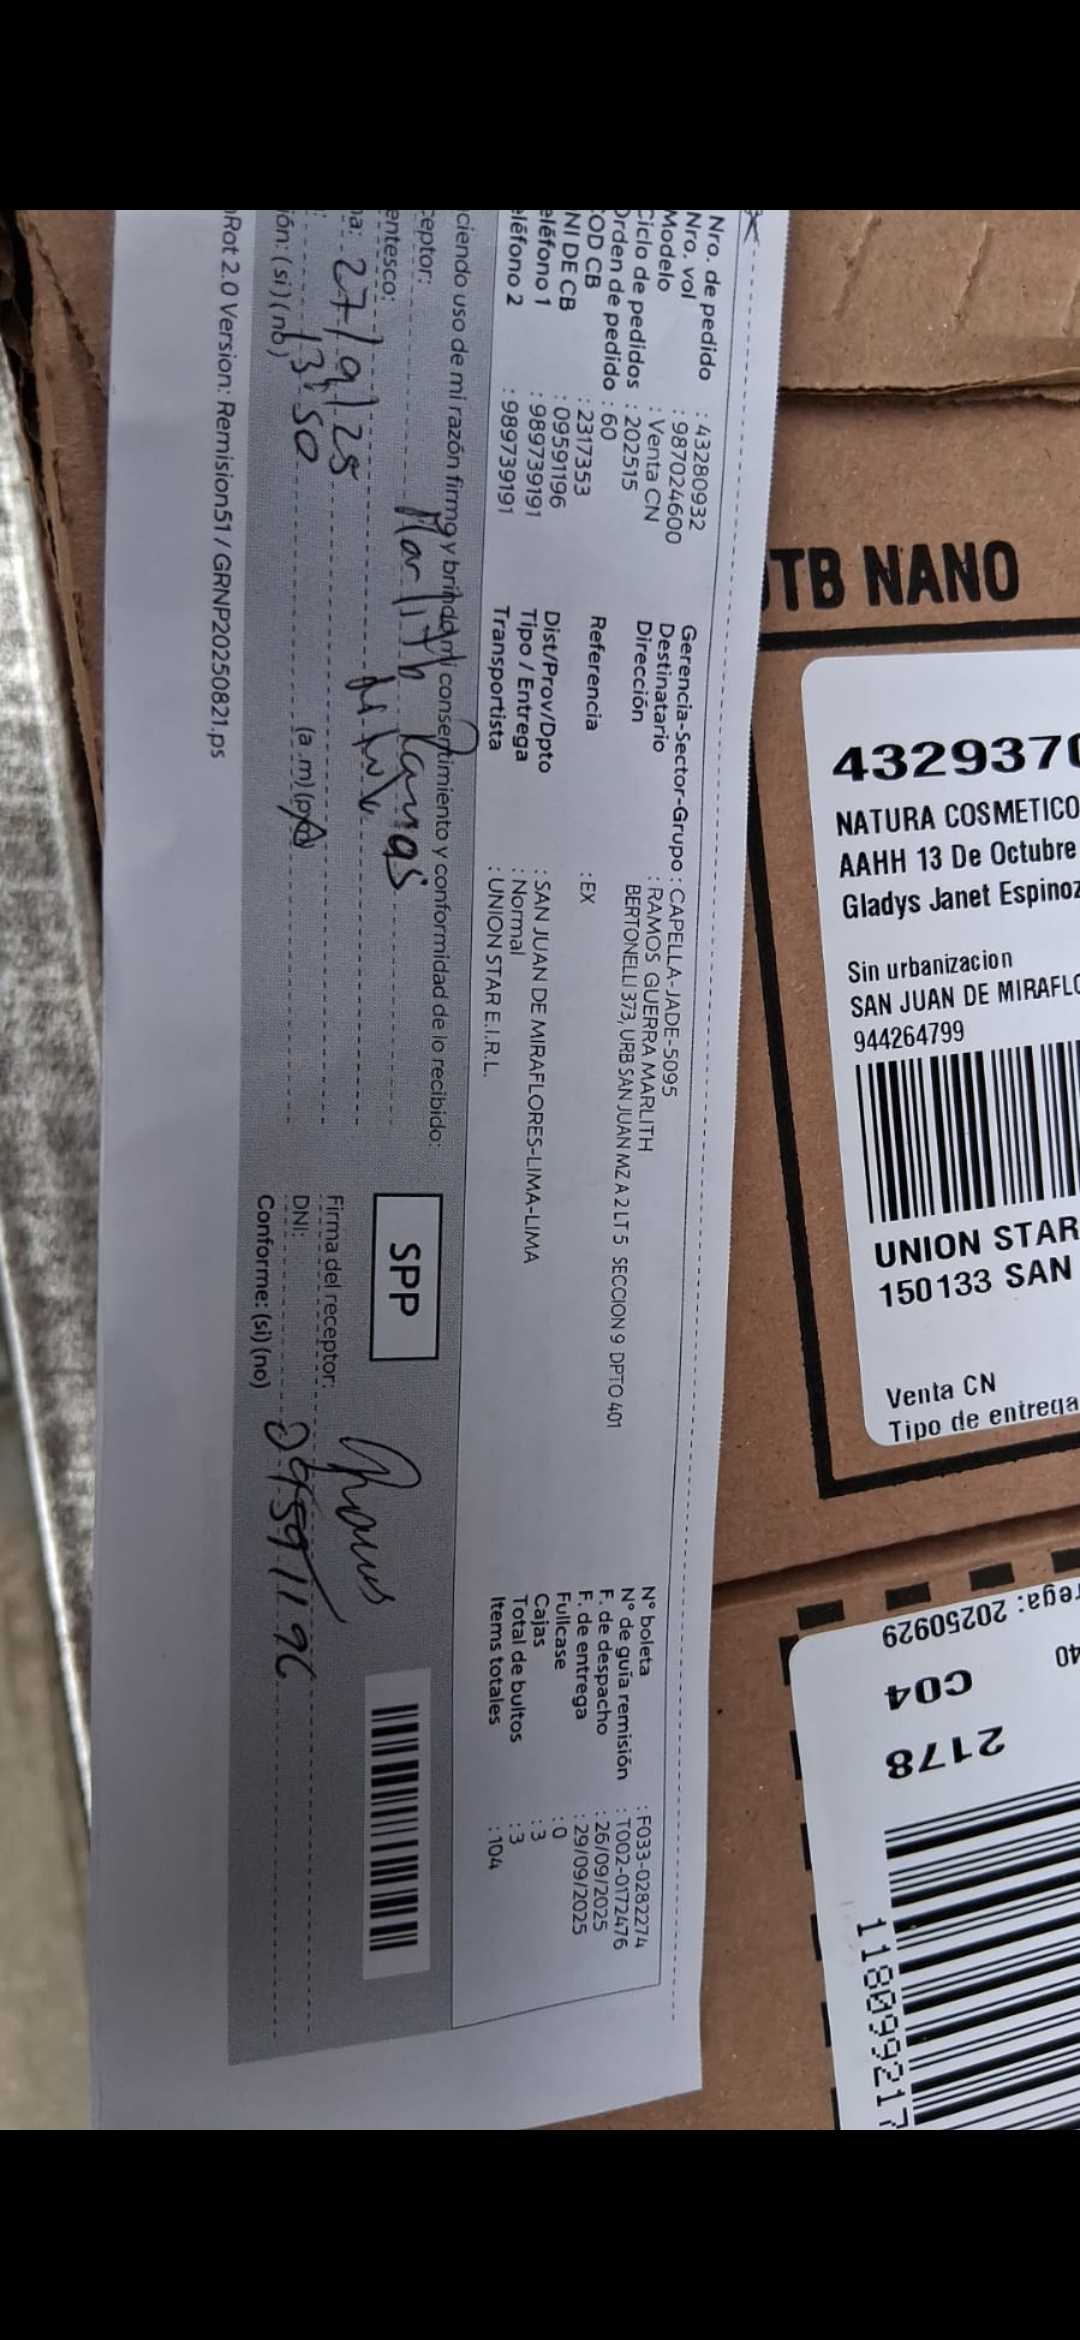 Nro. de pedido : 43280932
Nro. vol : 987024600
Modelo : Venta CN
Ciclo de pedidos : 202515
Orden de pedido : 60
COD CB : 2317353
NI DE CB : 09591196
eléfono 1 : 989739191
eléfono 2 : 989739191
Gerencia-Sector-Grupo : CAPELLA-JADE-5095
Destinatario : RAMOS GUERRA MARLITH
Dirección BERTONELLI 373, URB SAN JUAN MZ A 2 LT 5 SECCION 9 DPTO 401
Referencia : EX
Dist/Prov/Dpto : SAN JUAN DE MIRAFLORES-LIMA-LIMA
Tipo / Entrega : Normal
Transportista : UNION STAR E.I.R.L.
N° boleta : F033-0282274
N° de guía remisión : T002-0172476
F. de despacho : 26/09/2025
F. de entrega : 29/09/2025
Fullcase : 0
Cajas : 3
Total de bultos : 3
Items totales : 104
ciendo uso de mi razón firmo y brindo mi consentimiento y conformidad de lo recibido:
ceptor: Marlith Ramos
entesco:
a: 27/9/25
13:50 (a.m)(p.m)
ión: (si) (no)
SPP
Firma del receptor:
DNI: 09591196
Conforme: (si) (no)
Rot 2.0 Version: Remision51 / GRNP20250821.ps
TB NANO
4329370
NATURA COSMETICO
AAHH 13 De Octubre
Gladys Janet Espinoz
Sin urbanizacion
SAN JUAN DE MIRAFLO
944264799
UNION STAR
150133 SAN
Venta CN
Tipo de entrega
rega: 20250929
40
C04
2178
118099217